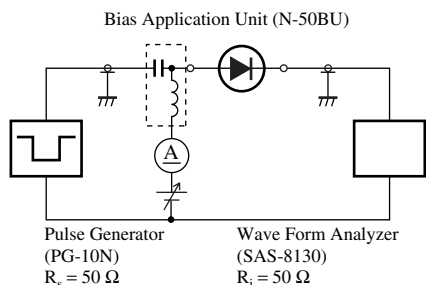 Bias Application Unit (N-50BU)
A
Pulse Generator
(PG-10N)
Rs = 50 Ω
Wave Form Analyzer
(SAS-8130)
Ri = 50 Ω